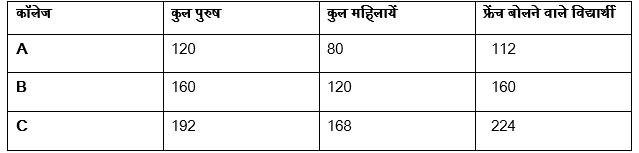 कॉलेज कुल पुरुष कुल महिलायें फ्रेंच बोलने वाले विद्यार्थी
A 120 80 112
B 160 120 160
C 192 168 224